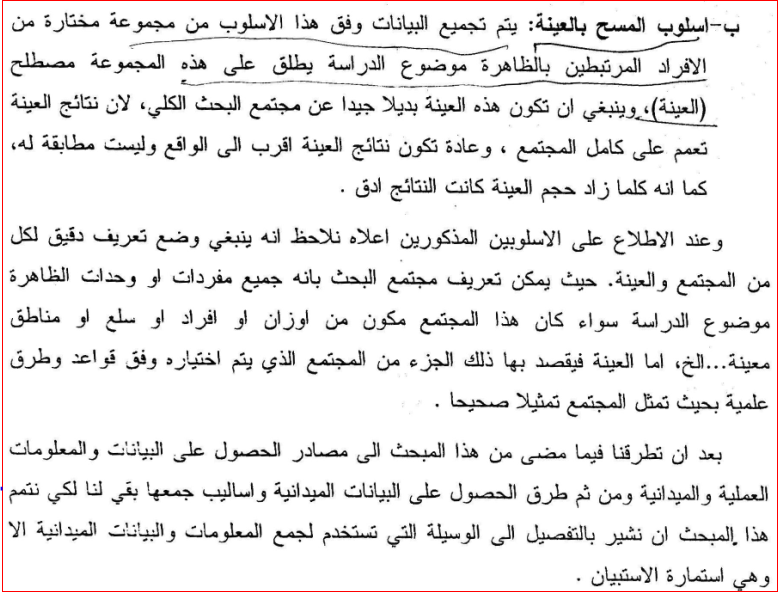 ب-اسلوب المسح بالعينة: يتم تجميع البيانات وفق هذا الاسلوب من مجموعة مختارة من
الافراد المرتبطين بالظاهرة موضوع الدراسة يطلق على هذه المجموعة مصطلح
(العينة)، وينبغي ان تكون هذه العينة بديلا جيدا عن مجتمع البحث الكلي، لان نتائج العينة
تعمم على كامل المجتمع ، وعادة تكون نتائج العينة اقرب الى الواقع وليست مطابقة له،
كما انه كلما زاد حجم العينة كانت النتائج ادق .
وعند الاطلاع على الاسلوبين المذكورين اعلاه نلاحظ انه ينبغي وضع تعريف دقيق لكل
من المجتمع والعينة. حيث يمكن تعريف مجتمع البحث بانه جميع مفردات او وحدات الظاهرة
موضوع الدراسة سواء كان هذا المجتمع مكون من اوزان او افراد او سلع او مناطق
معينة...الخ، اما العينة فيقصد بها ذلك الجزء من المجتمع الذي يتم اختياره وفق قواعد وطرق
علمية بحيث تمثل المجتمع تمثيلا صحيحا .
بعد ان تطرقنا فيما مضى من هذا المبحث الى مصادر الحصول على البيانات والمعلومات
العملية والميدانية ومن ثم طرق الحصول على البيانات الميدانية واساليب جمعها بقي لنا لكي نتمم
هذا المبحث ان نشير بالتفصيل الى الوسيلة التي تستخدم لجمع المعلومات والبيانات الميدانية الا
وهي استمارة الاستبيان .